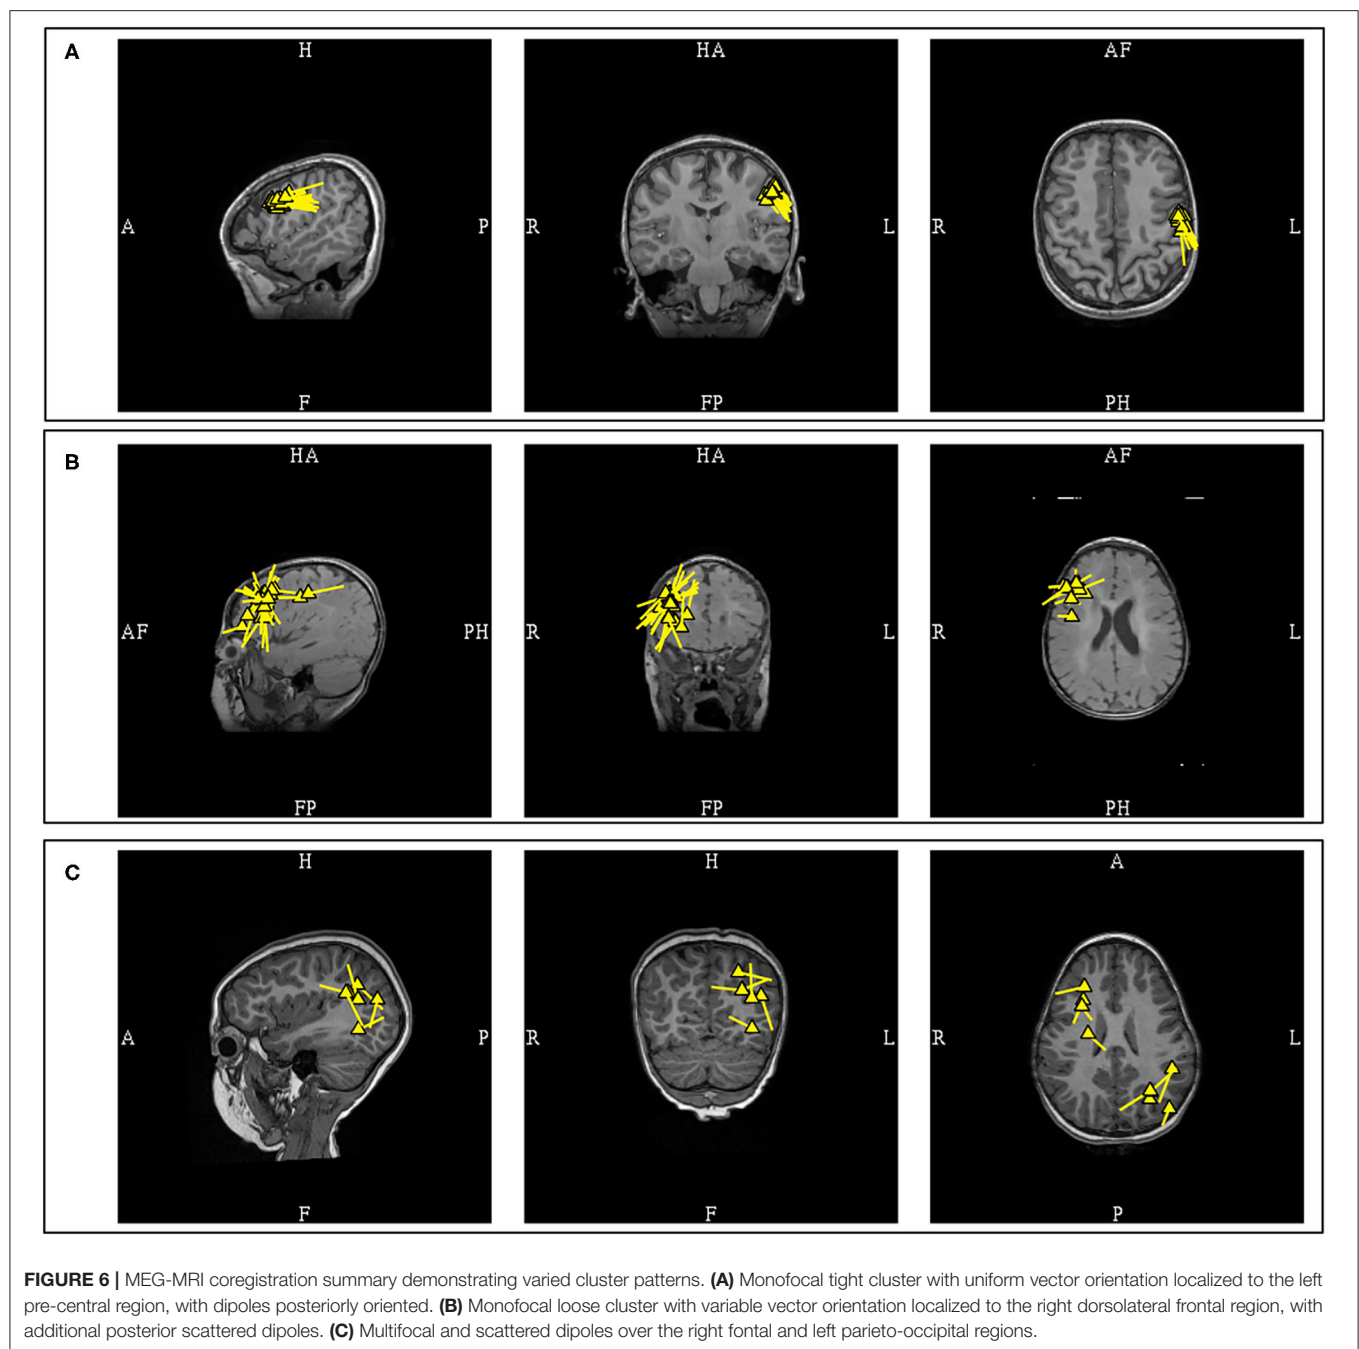 A
H
HA
AF
A
P
R
L
R
L
F
FP
PH
B
HA
HA
AF
AF
PH
R
L
R
L
FP
FP
PH
C
H
H
A
A
P
R
L
R
L
F
F
P
FIGURE 6 | MEG-MRI coregistration summary demonstrating varied cluster patterns. (A) Monofocal tight cluster with uniform vector orientation localized to the left
pre-central region, with dipoles posteriorly oriented. (B) Monofocal loose cluster with variable vector orientation localized to the right dorsolateral frontal region, with
additional posterior scattered dipoles. (C) Multifocal and scattered dipoles over the right fontal and left parieto-occipital regions.